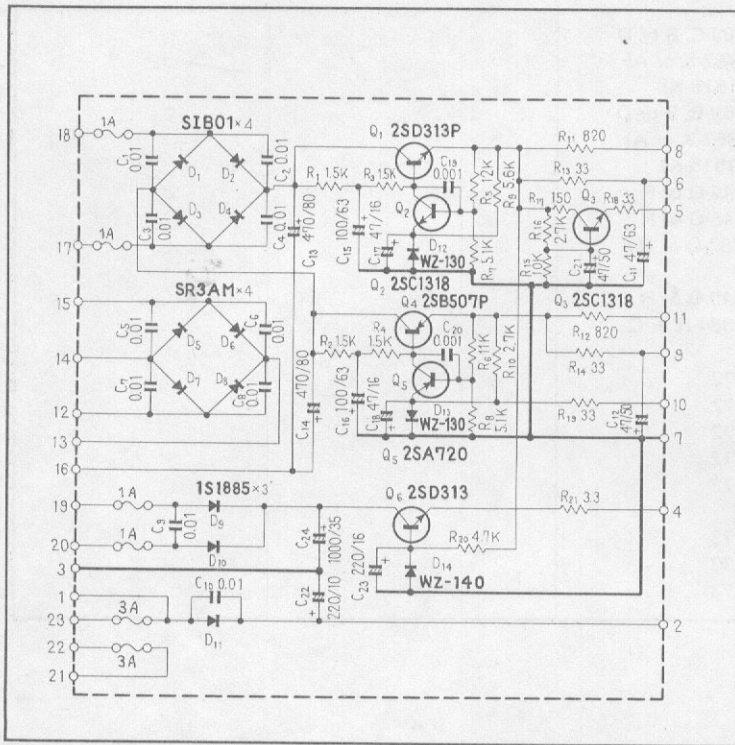 18
1A
SIB01×4
C1 0.01
D1
D2
C2 0.01
C3 0.01
D3
D4
C4 0.01
17
1A
15
SR3AM×4
C5 0.01
D5
D6
C6 0.01
14
C7 0.01
D7
D8
C8 0.01
12
13
16
Q1 2SD313P
R1 1.5K
R3 1.5K
C19 0.001
Q2
C13 470/80
C15 100/63
C17 47/16
D12
WZ-130
Q2 2SC1318
R5 12K
R9 5.6K
R7 5.1K
R11 820
8
R13 33
6
R17 150
Q3
R18 33
5
R16 2.7K
R15 10K
C21 47/50
C11 47/63
Q3 2SC1318
Q4 2SB507P
R2 1.5K
R4 1.5K
C20 0.001
Q5
C14 470/80
C16 100/63
C18 47/16
D13
WZ-130
Q5 2SA720
R6 11K
R10 2.7K
R8 5.1K
11
R12 820
9
R14 33
10
R19 33
C12 47/50
7
19
1A
1S1885×3
D9
C9 0.01
20
1A
D10
3
C24 1000/35
C22 220/10
Q6 2SD313
R21 3.3
4
R20 4.7K
C23 220/16
D14
WZ-140
1
C10 0.01
23
3A
D11
2
22
3A
21